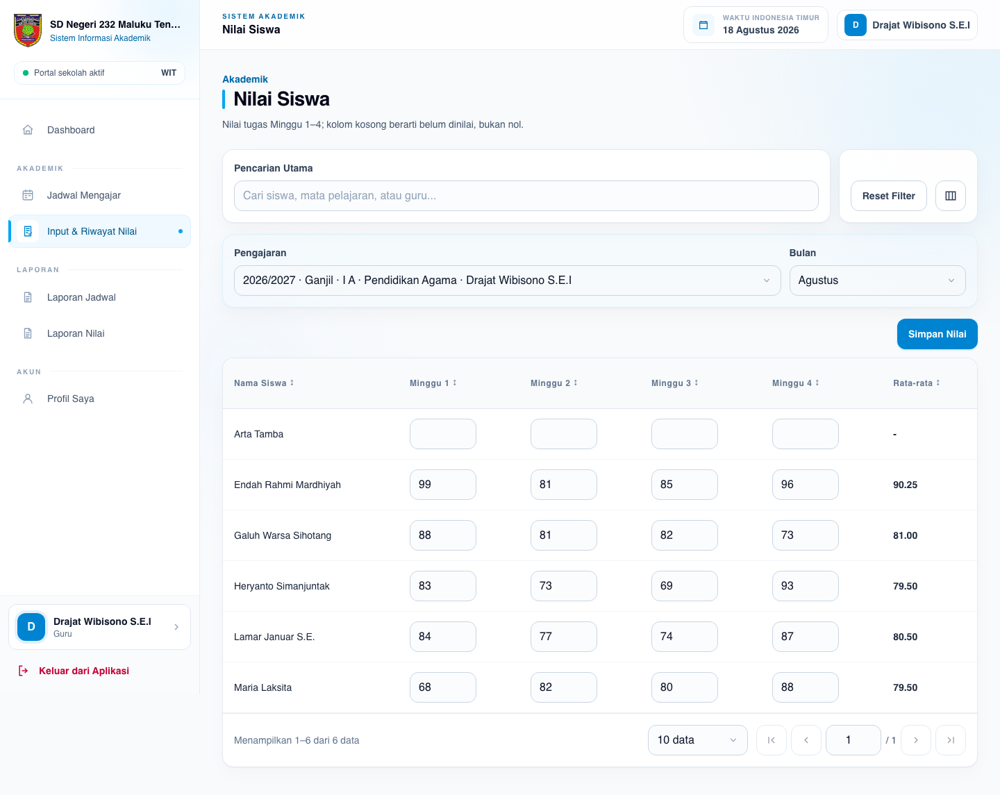 SD Negeri 232 Maluku Ten...
Sistem Informasi Akademik
Portal sekolah aktif WIT
Dashboard
AKADEMIK
Jadwal Mengajar
Input & Riwayat Nilai
LAPORAN
Laporan Jadwal
Laporan Nilai
AKUN
Profil Saya
D Drajat Wibisono S.E.I
Guru
Keluar dari Aplikasi
SISTEM AKADEMIK
Nilai Siswa
WAKTU INDONESIA TIMUR
18 Agustus 2026
D Drajat Wibisono S.E.I
Akademik
Nilai Siswa
Nilai tugas Minggu 1–4; kolom kosong berarti belum dinilai, bukan nol.
Pencarian Utama
Cari siswa, mata pelajaran, atau guru...
Reset Filter
Pengajaran Bulan
2026/2027 · Ganjil · I A · Pendidikan Agama · Drajat Wibisono S.E.I Agustus
Simpan Nilai
Nama Siswa ↕ Minggu 1 ↕ Minggu 2 ↕ Minggu 3 ↕ Minggu 4 ↕ Rata-rata ↕
Arta Tamba -
Endah Rahmi Mardhiyah 99 81 85 96 90.25
Galuh Warsa Sihotang 88 81 82 73 81.00
Heryanto Simanjuntak 83 73 69 93 79.50
Lamar Januar S.E. 84 77 74 87 80.50
Maria Laksita 68 82 80 88 79.50
Menampilkan 1–6 dari 6 data 10 data 1 / 1